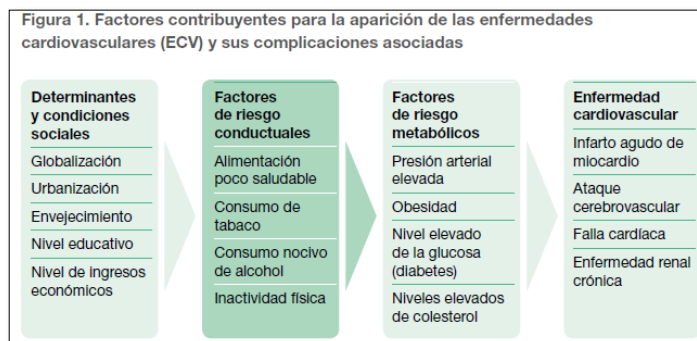 Figura 1. Factores contribuyentes para la aparición de las enfermedades
cardiovasculares (ECV) y sus complicaciones asociadas
Determinantes
y condiciones
sociales
Globalización
Urbanización
Envejecimiento
Nivel educativo
Nivel de ingresos
económicos
Factores
de riesgo
conductuales
Alimentación
poco saludable
Consumo de
tabaco
Consumo nocivo
de alcohol
Inactividad física
Factores
de riesgo
metabólicos
Presión arterial
elevada
Obesidad
Nivel elevado
de la glucosa
(diabetes)
Niveles elevados
de colesterol
Enfermedad
cardiovascular
Infarto agudo de
miocardio
Ataque
cerebrovascular
Falla cardíaca
Enfermedad renal
crónica